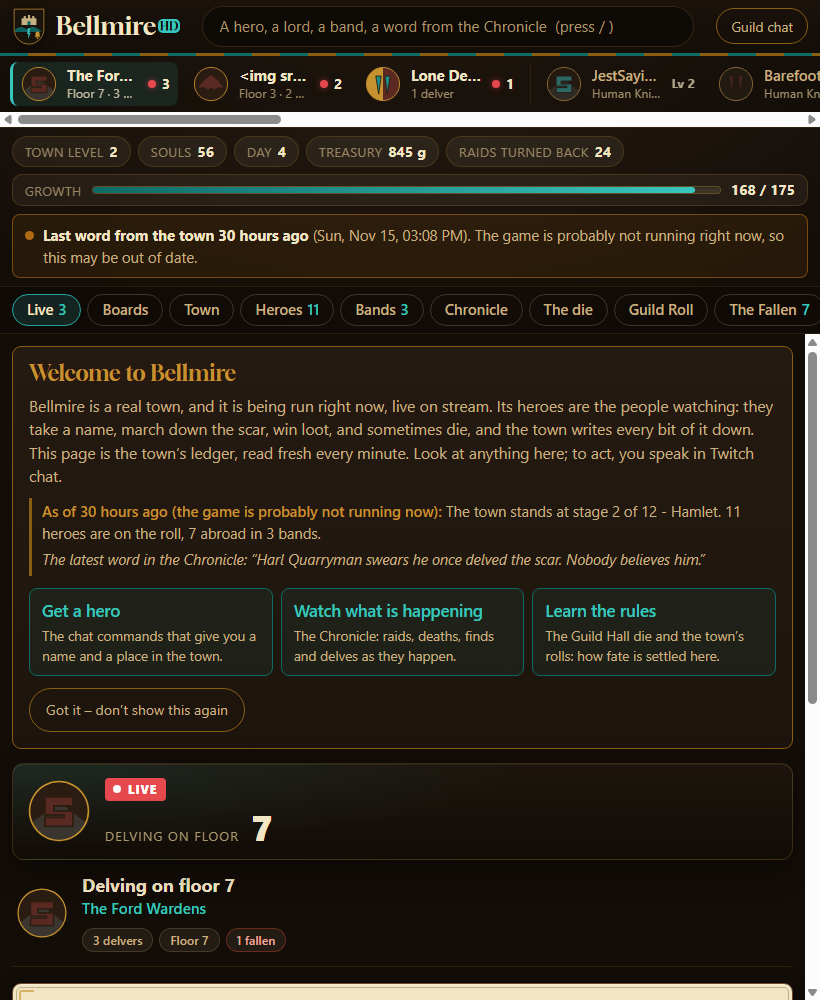 Bellmire HD
A hero, a lord, a band, a word from the Chronicle (press / )
Guild chat
The For...
Floor 7 · 3 ...
3
<img sr...
Floor 3 · 2 ...
2
Lone De...
1 delver
1
JestSayi...
Human Kni...
Lv 2
Barefoot
Human Kn
TOWN LEVEL 2
SOULS 56
DAY 4
TREASURY 845 g
RAIDS TURNED BACK 24
GROWTH
168 / 175
Last word from the town 30 hours ago (Sun, Nov 15, 03:08 PM). The game is probably not running right now, so
this may be out of date.
Live 3
Boards
Town
Heroes 11
Bands 3
Chronicle
The die
Guild Roll
The Fallen 7
Welcome to Bellmire
Bellmire is a real town, and it is being run right now, live on stream. Its heroes are the people watching: they
take a name, march down the scar, win loot, and sometimes die, and the town writes every bit of it down.
This page is the town’s ledger, read fresh every minute. Look at anything here; to act, you speak in Twitch
chat.
As of 30 hours ago (the game is probably not running now): The town stands at stage 2 of 12 - Hamlet. 11
heroes are on the roll, 7 abroad in 3 bands.
The latest word in the Chronicle: “Harl Quarryman swears he once delved the scar. Nobody believes him.”
Get a hero
The chat commands that give you a
name and a place in the town.
Watch what is happening
The Chronicle: raids, deaths, finds
and delves as they happen.
Learn the rules
The Guild Hall die and the town’s
rolls: how fate is settled here.
Got it – don’t show this again
LIVE
DELVING ON FLOOR 7
Delving on floor 7
The Ford Wardens
3 delvers
Floor 7
1 fallen